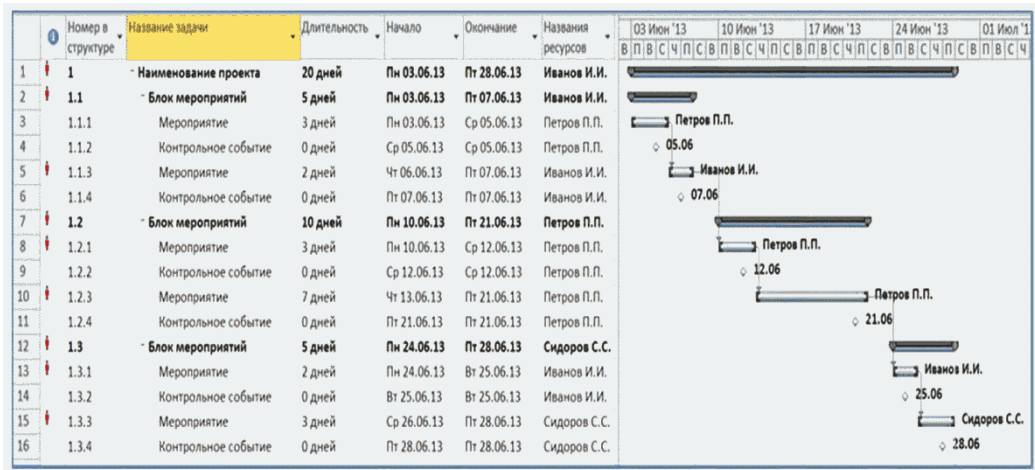 Номер в структуре Название задачи Длительность Начало Окончание Названия ресурсов 03 Июн '13 10 Июн '13 17 Июн '13 24 Июн '13 01 Июл '1
В П В С Ч П С В П В С Ч П С В П В С Ч П С В П В С Ч П С В П В С
1 1 - Наименование проекта 20 дней Пн 03.06.13 Пт 28.06.13 Иванов И.И.
2 1.1 - Блок мероприятий 5 дней Пн 03.06.13 Пт 07.06.13 Иванов И.И.
3 1.1.1 Мероприятие 3 дней Пн 03.06.13 Ср 05.06.13 Петров П.П. Петров П.П.
4 1.1.2 Контрольное событие 0 дней Ср 05.06.13 Ср 05.06.13 Петров П.П. 05.06
5 1.1.3 Мероприятие 2 дней Чт 06.06.13 Пт 07.06.13 Иванов И.И. Иванов И.И.
6 1.1.4 Контрольное событие 0 дней Пт 07.06.13 Пт 07.06.13 Иванов И.И. 07.06
7 1.2 - Блок мероприятий 10 дней Пн 10.06.13 Пт 21.06.13 Петров П.П.
8 1.2.1 Мероприятие 3 дней Пн 10.06.13 Ср 12.06.13 Петров П.П. Петров П.П.
9 1.2.2 Контрольное событие 0 дней Ср 12.06.13 Ср 12.06.13 Петров П.П. 12.06
10 1.2.3 Мероприятие 7 дней Чт 13.06.13 Пт 21.06.13 Петров П.П. Петров П.П.
11 1.2.4 Контрольное событие 0 дней Пт 21.06.13 Пт 21.06.13 Петров П.П. 21.06
12 1.3 - Блок мероприятий 5 дней Пн 24.06.13 Пт 28.06.13 Сидоров С.С.
13 1.3.1 Мероприятие 2 дней Пн 24.06.13 Вт 25.06.13 Иванов И.И. Иванов И.И.
14 1.3.2 Контрольное событие 0 дней Вт 25.06.13 Вт 25.06.13 Иванов И.И. 25.06
15 1.3.3 Мероприятие 3 дней Ср 26.06.13 Пт 28.06.13 Сидоров С.С. Сидоров С.С.
16 1.3.4 Контрольное событие 0 дней Пт 28.06.13 Пт 28.06.13 Сидоров С.С. 28.06